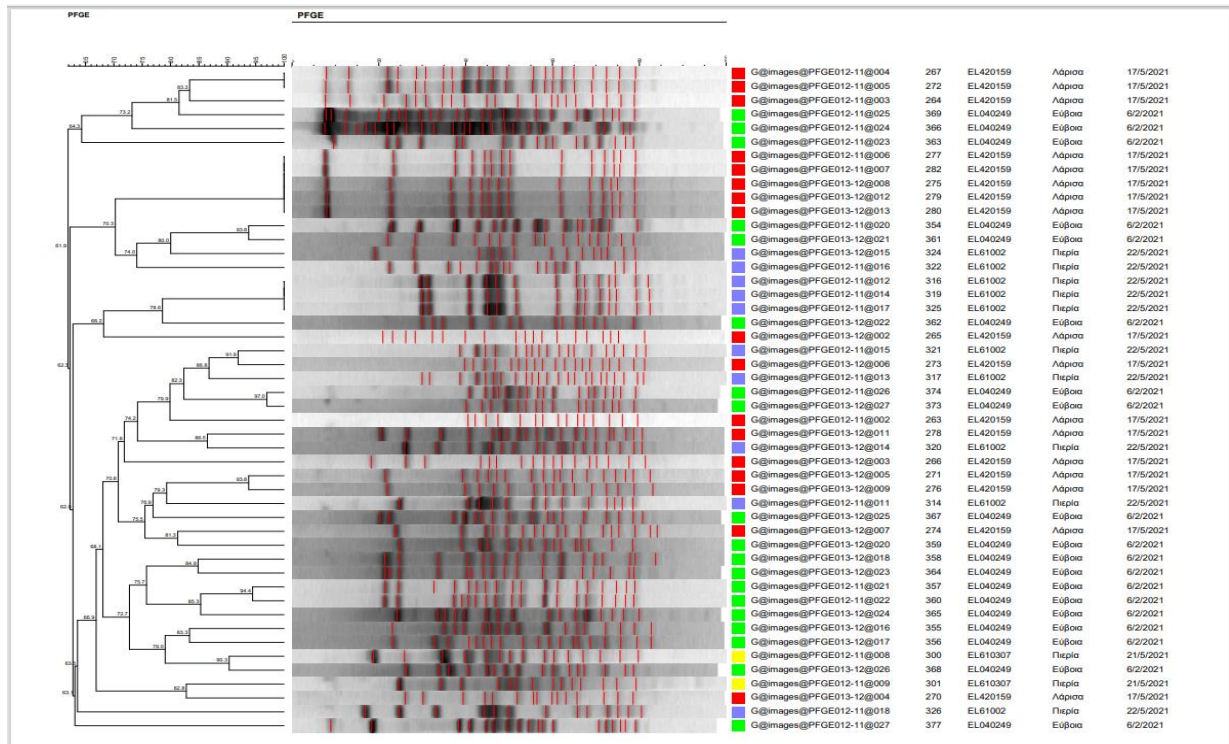 PFGE
PFGE
65 70 75 80 85 90 95 100
G@images@PFGE012-11@004 267 EL420159 Λάρισα 17/5/2021
G@images@PFGE012-11@005 272 EL420159 Λάρισα 17/5/2021
G@images@PFGE012-11@003 264 EL420159 Λάρισα 17/5/2021
G@images@PFGE012-11@025 369 EL040249 Εύβοια 6/2/2021
G@images@PFGE012-11@024 366 EL040249 Εύβοια 6/2/2021
G@images@PFGE012-11@023 363 EL040249 Εύβοια 6/2/2021
G@images@PFGE012-11@006 277 EL420159 Λάρισα 17/5/2021
G@images@PFGE012-11@007 282 EL420159 Λάρισα 17/5/2021
G@images@PFGE013-12@008 275 EL420159 Λάρισα 17/5/2021
G@images@PFGE013-12@012 279 EL420159 Λάρισα 17/5/2021
G@images@PFGE013-12@013 280 EL420159 Λάρισα 17/5/2021
G@images@PFGE012-11@020 354 EL040249 Εύβοια 6/2/2021
G@images@PFGE013-12@021 361 EL040249 Εύβοια 6/2/2021
G@images@PFGE013-12@015 324 EL61002 Πιερία 22/5/2021
G@images@PFGE012-11@016 322 EL61002 Πιερία 22/5/2021
G@images@PFGE012-11@012 316 EL61002 Πιερία 22/5/2021
G@images@PFGE012-11@014 319 EL61002 Πιερία 22/5/2021
G@images@PFGE012-11@017 325 EL61002 Πιερία 22/5/2021
G@images@PFGE013-12@022 362 EL040249 Εύβοια 6/2/2021
G@images@PFGE013-12@002 265 EL420159 Λάρισα 17/5/2021
G@images@PFGE012-11@015 321 EL61002 Πιερία 22/5/2021
G@images@PFGE013-12@006 273 EL420159 Λάρισα 17/5/2021
G@images@PFGE012-11@013 317 EL61002 Πιερία 22/5/2021
G@images@PFGE012-11@026 374 EL040249 Εύβοια 6/2/2021
G@images@PFGE013-12@027 373 EL040249 Εύβοια 6/2/2021
G@images@PFGE012-11@002 263 EL420159 Λάρισα 17/5/2021
G@images@PFGE013-12@011 278 EL420159 Λάρισα 17/5/2021
G@images@PFGE013-12@014 320 EL61002 Πιερία 22/5/2021
G@images@PFGE013-12@003 266 EL420159 Λάρισα 17/5/2021
G@images@PFGE013-12@005 271 EL420159 Λάρισα 17/5/2021
G@images@PFGE013-12@009 276 EL420159 Λάρισα 17/5/2021
G@images@PFGE012-11@011 314 EL61002 Πιερία 22/5/2021
G@images@PFGE013-12@025 367 EL040249 Εύβοια 6/2/2021
G@images@PFGE013-12@007 274 EL420159 Λάρισα 17/5/2021
G@images@PFGE013-12@020 359 EL040249 Εύβοια 6/2/2021
G@images@PFGE013-12@018 358 EL040249 Εύβοια 6/2/2021
G@images@PFGE013-12@023 364 EL040249 Εύβοια 6/2/2021
G@images@PFGE012-11@021 357 EL040249 Εύβοια 6/2/2021
G@images@PFGE012-11@022 360 EL040249 Εύβοια 6/2/2021
G@images@PFGE013-12@024 365 EL040249 Εύβοια 6/2/2021
G@images@PFGE013-12@016 355 EL040249 Εύβοια 6/2/2021
G@images@PFGE013-12@017 356 EL040249 Εύβοια 6/2/2021
G@images@PFGE012-11@008 300 EL610307 Πιερία 21/5/2021
G@images@PFGE013-12@026 368 EL040249 Εύβοια 6/2/2021
G@images@PFGE012-11@009 301 EL610307 Πιερία 21/5/2021
G@images@PFGE013-12@004 270 EL420159 Λάρισα 17/5/2021
G@images@PFGE012-11@018 326 EL61002 Πιερία 22/5/2021
G@images@PFGE012-11@027 377 EL040249 Εύβοια 6/2/2021